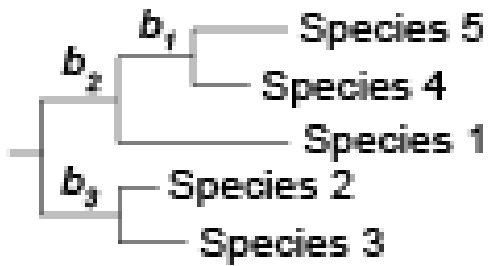 b1
Species 5
b2
Species 4
Species 1
b3
Species 2
Species 3